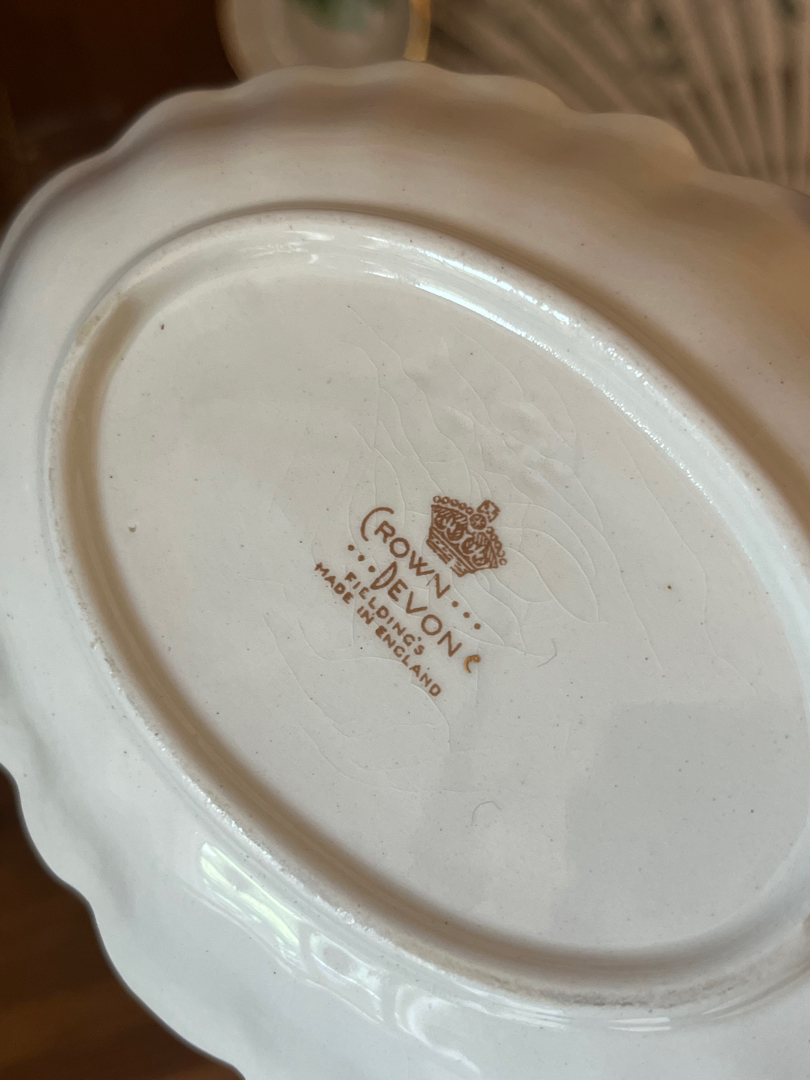 CROWN...
...DEVON
FIELDING'S
MADE IN ENGLAND
e